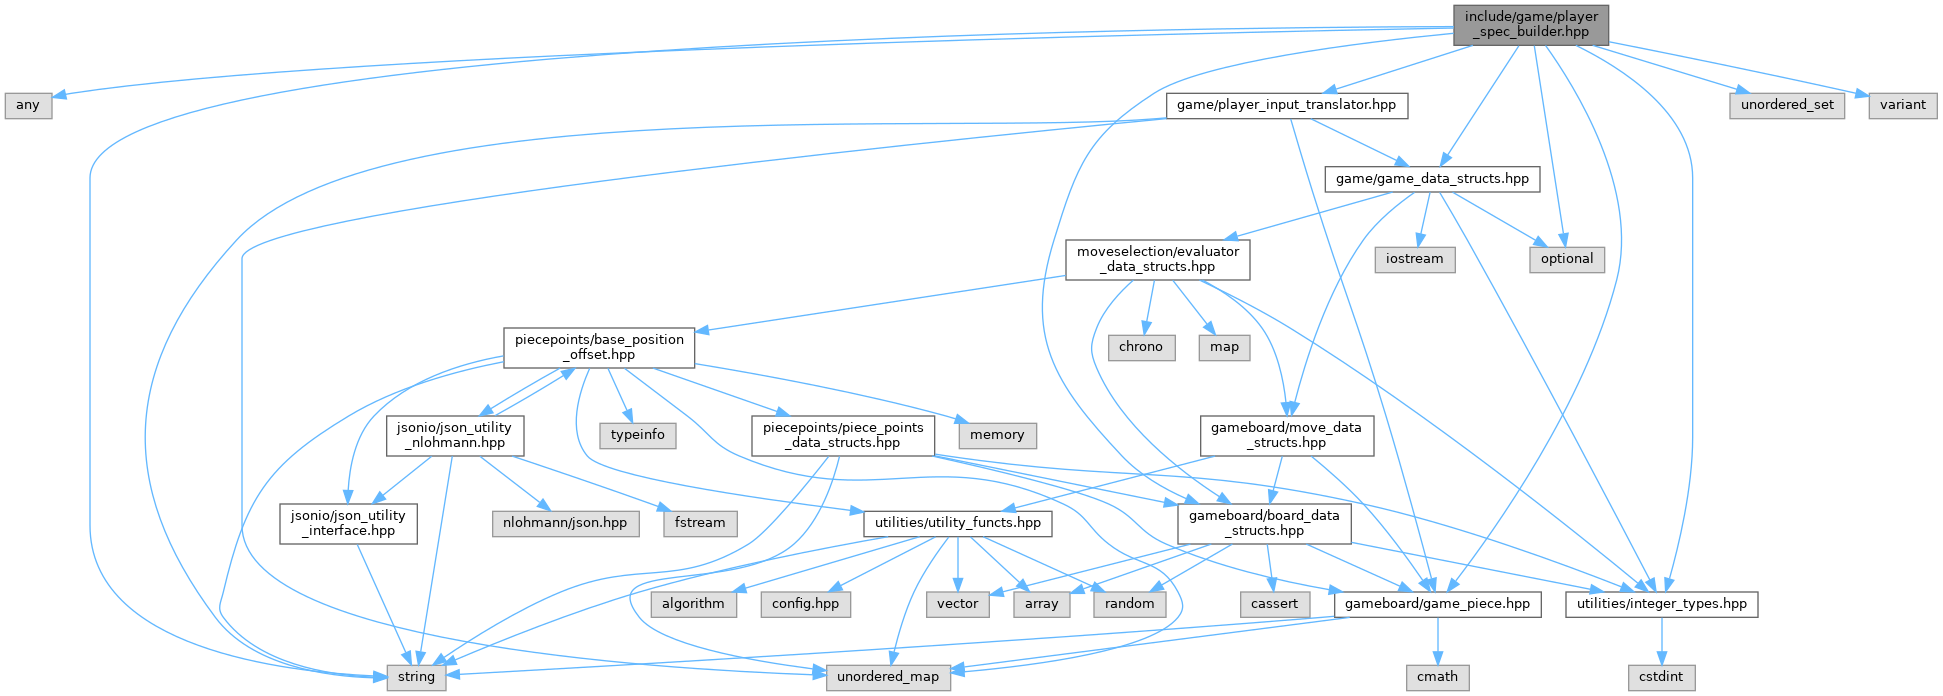 include/game/player
_spec_builder.hpp
any
game/player_input_translator.hpp
unordered_set
variant
game/game_data_structs.hpp
moveselection/evaluator
_data_structs.hpp
iostream
optional
piecepoints/base_position
_offset.hpp
chrono
map
jsonio/json_utility
_nlohmann.hpp
typeinfo
piecepoints/piece_points
_data_structs.hpp
memory
gameboard/move_data
_structs.hpp
jsonio/json_utility
_interface.hpp
nlohmann/json.hpp
fstream
utilities/utility_functs.hpp
gameboard/board_data
_structs.hpp
algorithm
config.hpp
vector
array
random
cassert
gameboard/game_piece.hpp
utilities/integer_types.hpp
string
unordered_map
cmath
cstdint